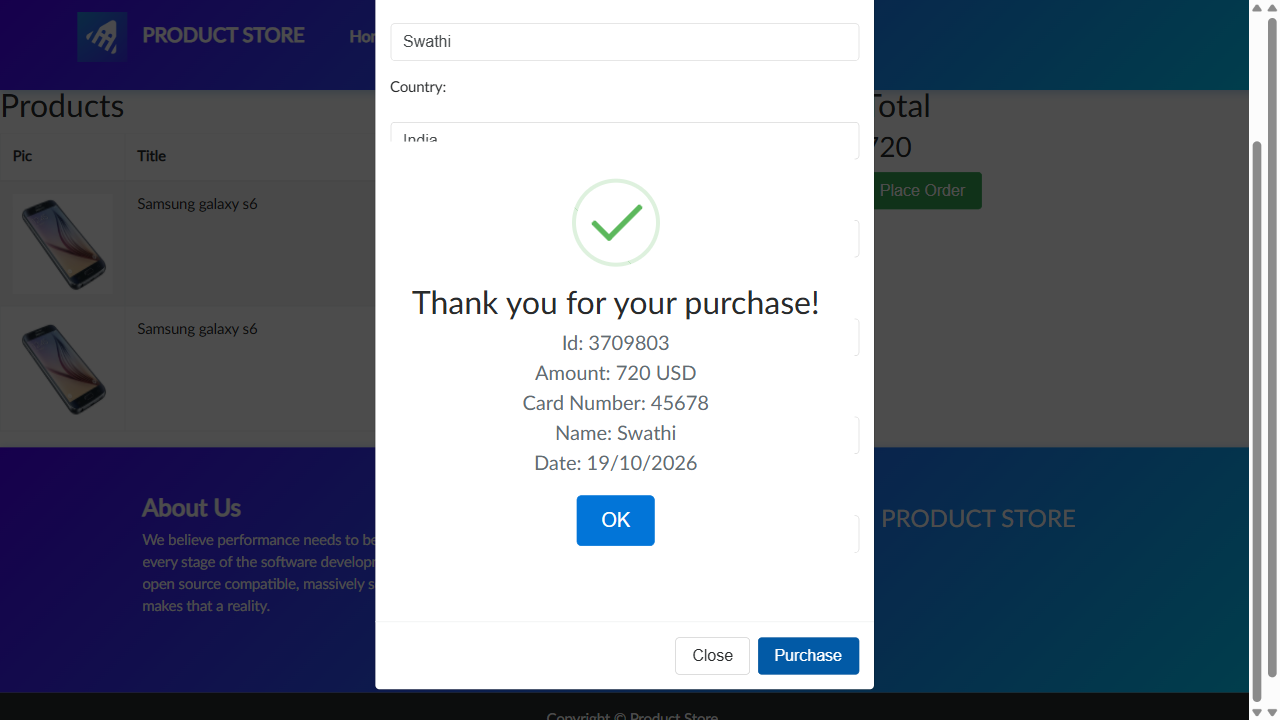 PRODUCT STORE
Swathi
Country:
Products
Total
Pic
Title
720
Place Order
Samsung galaxy s6
Samsung galaxy s6
Thank you for your purchase!
Id: 3709803
Amount: 720 USD
Card Number: 45678
Name: Swathi
Date: 19/10/2026
OK
About Us
We believe performance needs to be
every stage of the software
open source compatible, massively
makes that a reality.
PRODUCT STORE
Close
Purchase
Copyright © Product Store